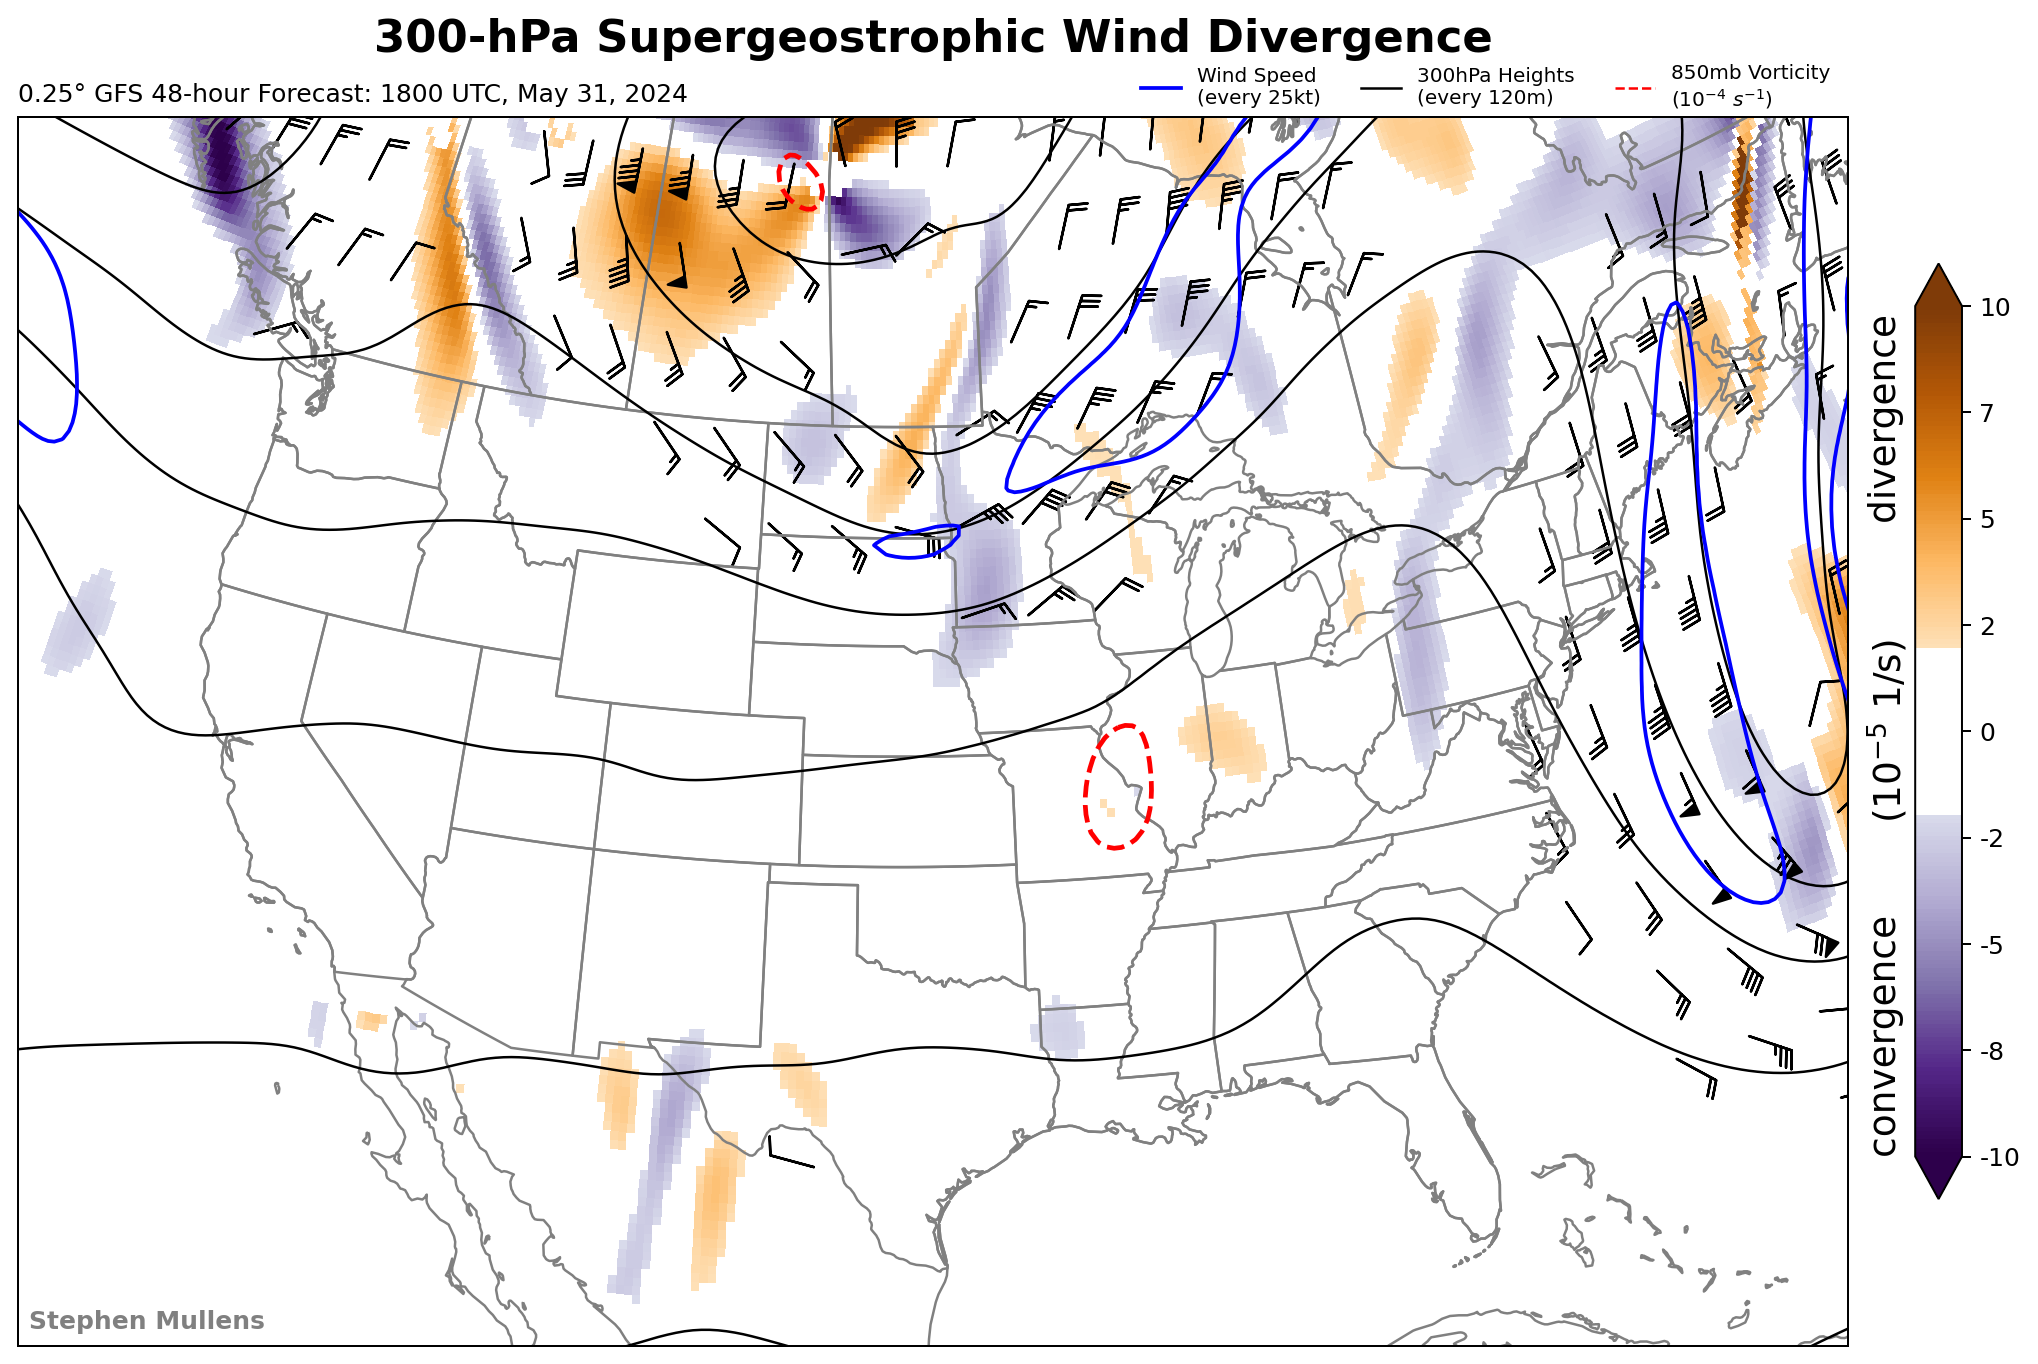 300-hPa Supergeostrophic Wind Divergence
0.25° GFS 48-hour Forecast: 1800 UTC, May 31, 2024
Wind Speed
(every 25kt)
300hPa Heights
(every 120m)
850mb Vorticity
(10⁻⁴ s⁻¹)
10
7
5
2
0
-2
-5
-8
-10
convergence (10⁻⁵ 1/s) divergence
Stephen Mullens